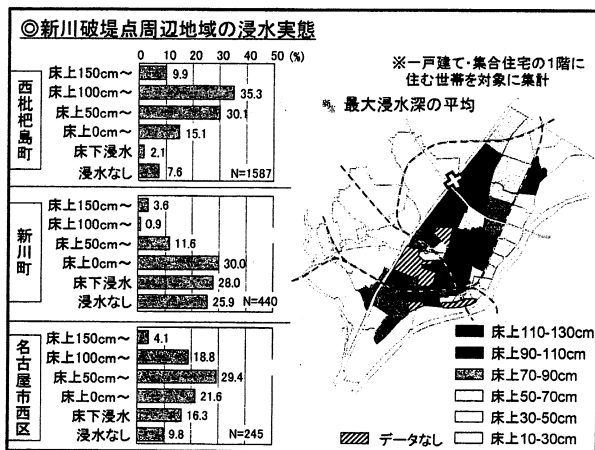 ◎新川破堤点周辺地域の浸水実態
0 10 20 30 40 50 (%)
西枇杷島町
床上150cm～ 9.9
床上100cm～ 35.3
床上50cm～ 30.1
床上0cm～ 15.1
床下浸水 2.1
浸水なし 7.6 N=1587
新川町
床上150cm～ 3.6
床上100cm～ 0.9
床上50cm～ 11.6
床上0cm～ 30.0
床下浸水 28.0
浸水なし 25.9 N=440
名古屋市西区
床上150cm～ 4.1
床上100cm～ 18.8
床上50cm～ 29.4
床上0cm～ 21.6
床下浸水 16.3
浸水なし 9.8 N=245
※一戸建て・集合住宅の1階に
住む世帯を対象に集計
最大浸水深の平均
床上110-130cm
床上90-110cm
床上70-90cm
床上50-70cm
床上30-50cm
データなし 床上10-30cm